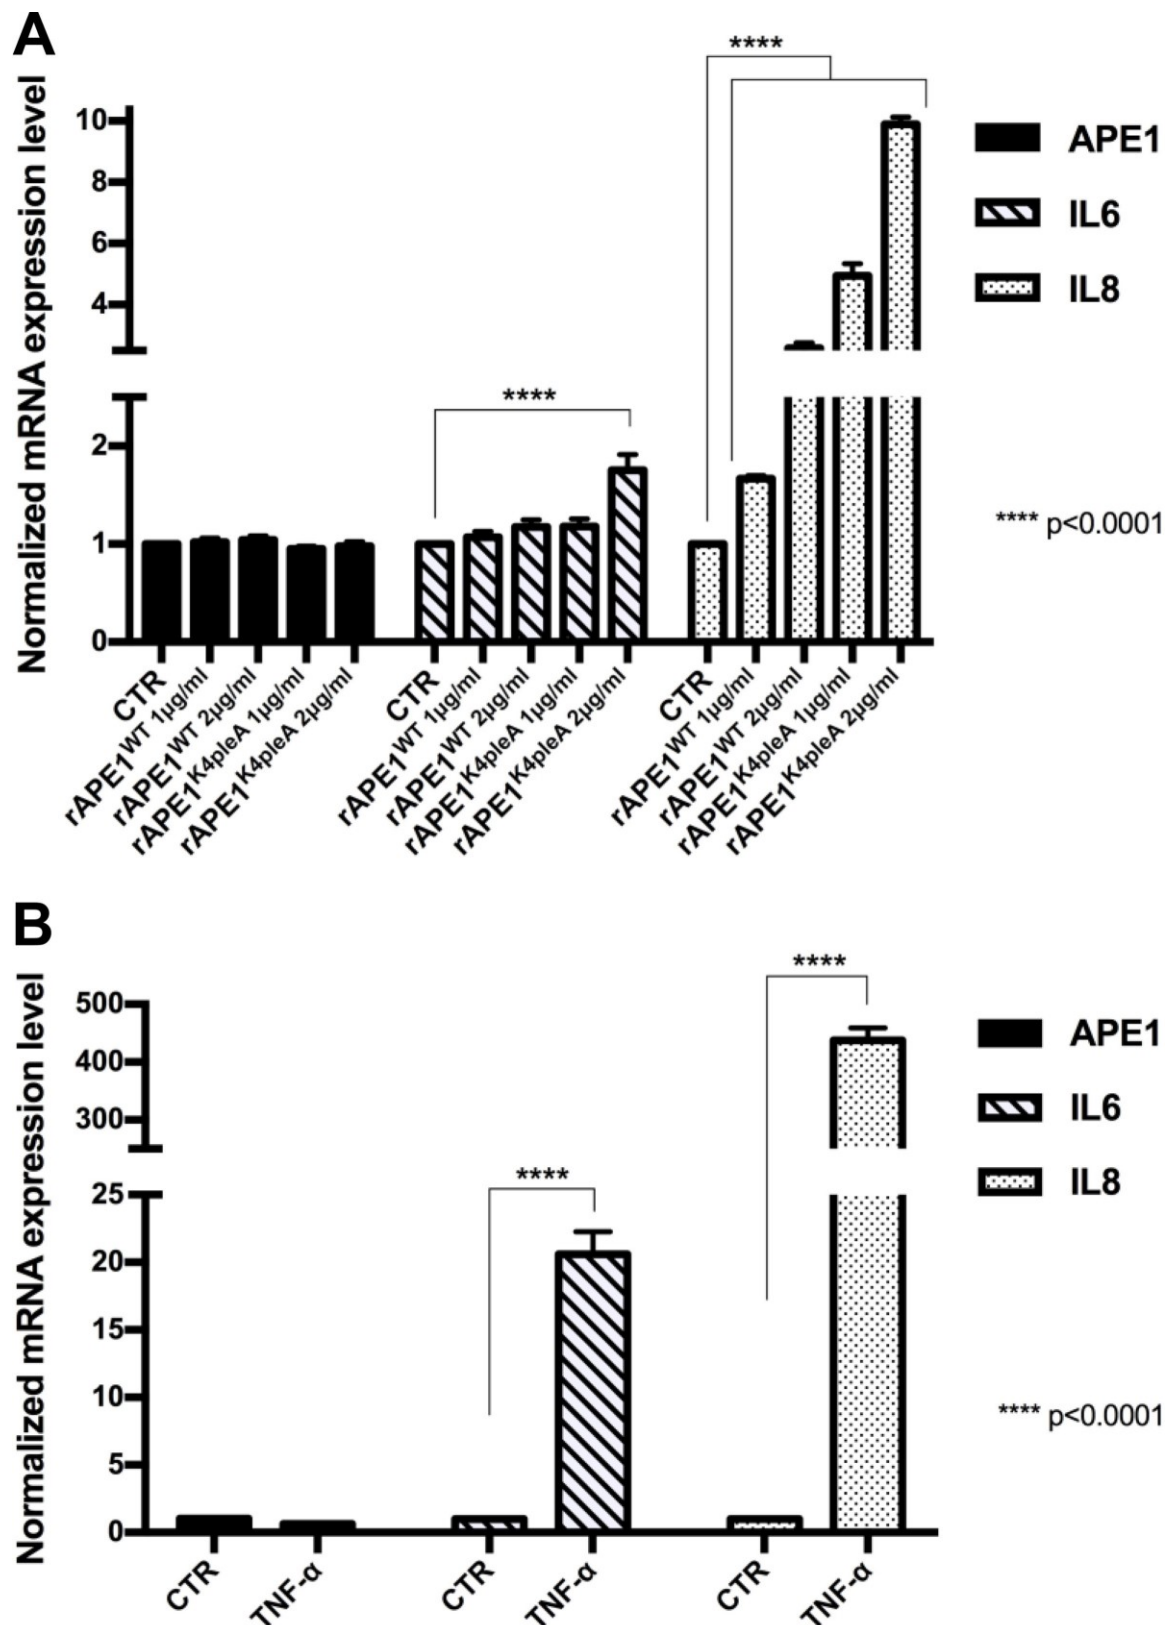 A
Normalized mRNA expression level
10
8
6
4
2
1
0
****
****
APE1
IL6
IL8
**** p<0.0001
CTR
rAPE1WT 1µg/ml
rAPE1WT 2µg/ml
rAPE1K4pleA 1µg/ml
rAPE1K4pleA 2µg/ml
CTR
rAPE1WT 1µg/ml
rAPE1WT 2µg/ml
rAPE1K4pleA 1µg/ml
rAPE1K4pleA 2µg/ml
CTR
rAPE1WT 1µg/ml
rAPE1WT 2µg/ml
rAPE1K4pleA 1µg/ml
rAPE1K4pleA 2µg/ml
B
Normalized mRNA expression level
500
400
300
25
20
15
10
5
0
****
****
APE1
IL6
IL8
**** p<0.0001
CTR
TNF-α
CTR
TNF-α
CTR
TNF-α